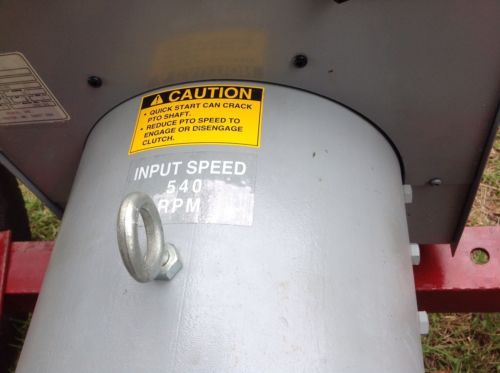 CAUTION
• QUICK START CAN CRACK
PTO SHAFT.
• REDUCE PTO SPEED TO
ENGAGE OR DISENGAGE
CLUTCH.
INPUT SPEED
540
RPM